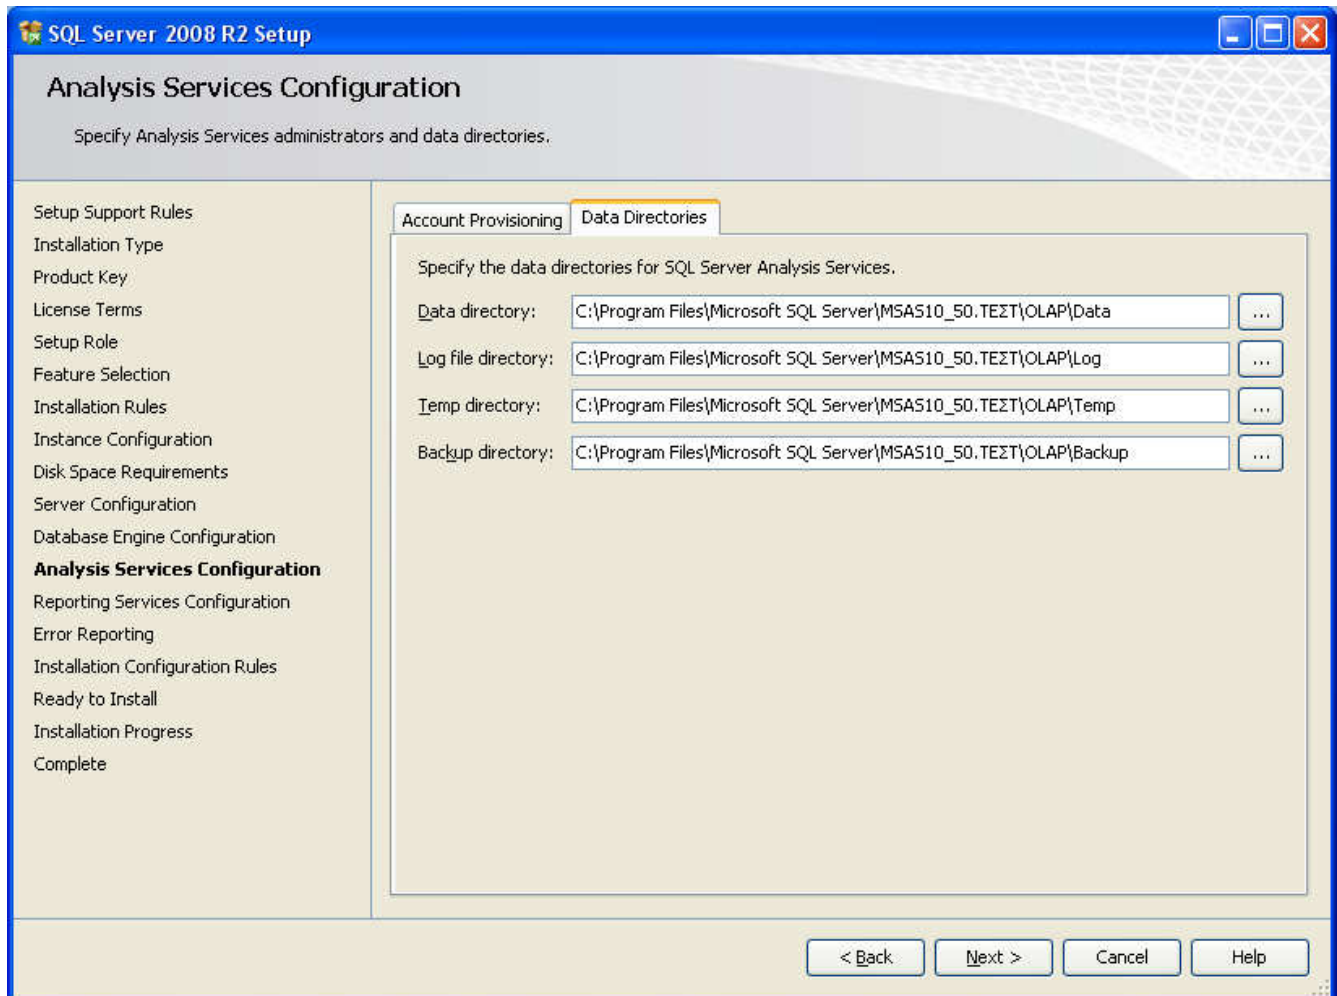 SQL Server 2008 R2 Setup
Analysis Services Configuration
Specify Analysis Services administrators and data directories.
Setup Support Rules
Installation Type
Product Key
License Terms
Setup Role
Feature Selection
Installation Rules
Instance Configuration
Disk Space Requirements
Server Configuration
Database Engine Configuration
Analysis Services Configuration
Reporting Services Configuration
Error Reporting
Installation Configuration Rules
Ready to Install
Installation Progress
Complete
Account Provisioning Data Directories
Specify the data directories for SQL Server Analysis Services.
Data directory: C:\Program Files\Microsoft SQL Server\MSAS10_50.TEΣT\OLAP\Data ...
Log file directory: C:\Program Files\Microsoft SQL Server\MSAS10_50.TEΣT\OLAP\Log ...
Temp directory: C:\Program Files\Microsoft SQL Server\MSAS10_50.TEΣT\OLAP\Temp ...
Backup directory: C:\Program Files\Microsoft SQL Server\MSAS10_50.TEΣT\OLAP\Backup ...
< Back Next > Cancel Help